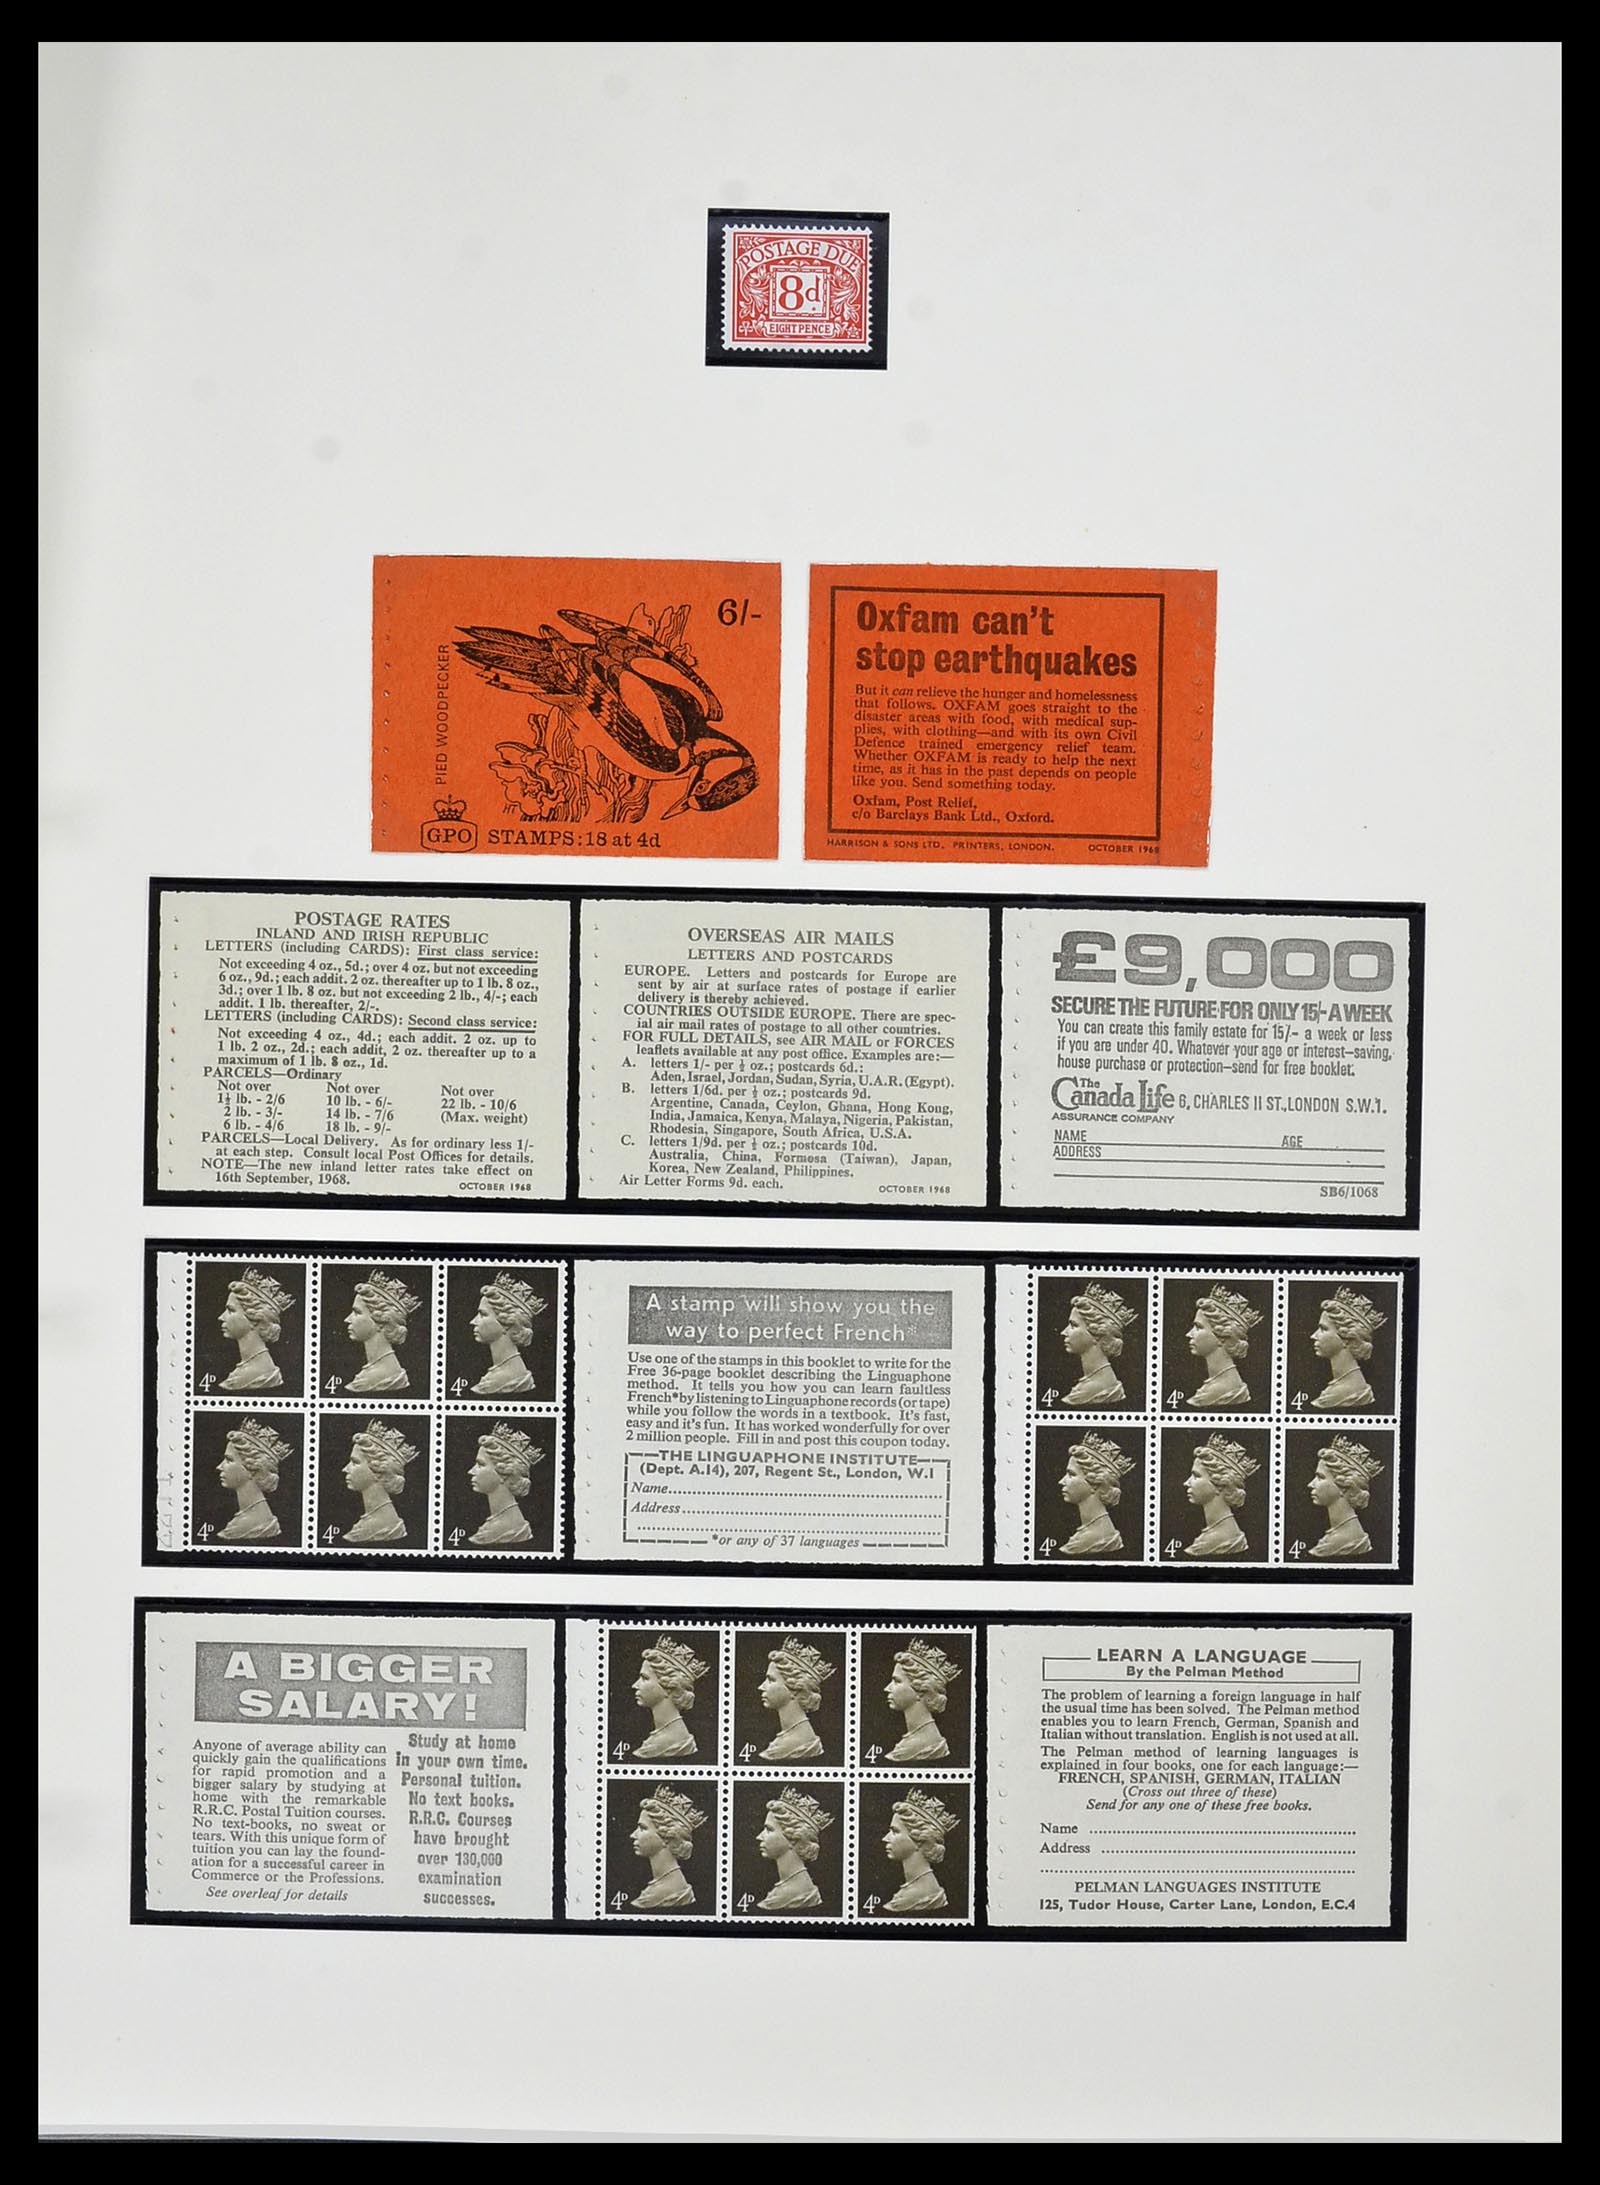 POSTAGE DUE
8d.
EIGHT PENCE
6/-
PIED WOODPECKER
GPO STAMPS: 18 at 4d
Oxfam can't
stop earthquakes
But it can relieve the hunger and homelessness
that follows. OXFAM goes straight to the
disaster areas with food, with medical sup-
plies, with clothing—and with its own Civil
Defence trained emergency relief team.
Whether OXFAM is ready to help the next
time, as it has in the past depends on people
like you. Send something today.
Oxfam, Post Relief,
c/o Barclays Bank Ltd., Oxford.
HARRISON & SONS LTD. PRINTERS, LONDON. OCTOBER 1968
POSTAGE RATES
INLAND AND IRISH REPUBLIC
LETTERS (including CARDS): First class service:
Not exceeding 4 oz., 5d.; over 4 oz. but not exceeding
6 oz., 9d.; each addit. 2 oz. thereafter up to 1 lb. 8 oz.,
3d.; over 1 lb. 8 oz. but not exceeding 2 lb., 4/-; each
addit. 1 lb. thereafter, 2/-.
LETTERS (including CARDS): Second class service:
Not exceeding 4 oz., 4d.; each addit. 2 oz. up to
1 lb. 2 oz., 2d.; each addit, 2 oz. thereafter up to a
maximum of 1 lb. 8 oz., 1d.
PARCELS—Ordinary
Not over Not over Not over
1½ lb. - 2/6 10 lb. - 6/- 22 lb. - 10/6
2 lb. - 3/- 14 lb. - 7/6 (Max. weight)
6 lb. - 4/6 18 lb. - 9/-
PARCELS—Local Delivery. As for ordinary less 1/-
at each step. Consult local Post Offices for details.
NOTE—The new inland letter rates take effect on
16th September, 1968. OCTOBER 1968
OVERSEAS AIR MAILS
LETTERS AND POSTCARDS
EUROPE. Letters and postcards for Europe are
sent by air at surface rates of postage if earlier
delivery is thereby achieved.
COUNTRIES OUTSIDE EUROPE. There are spec-
ial air mail rates of postage to all other countries.
FOR FULL DETAILS, see AIR MAIL or FORCES
leaflets available at any post office. Examples are:—
A. letters 1/- per ½ oz.; postcards 6d.:
Aden, Israel, Jordan, Sudan, Syria, U.A.R. (Egypt).
B. letters 1/6d. per ½ oz.; postcards 9d.
Argentine, Canada, Ceylon, Ghana, Hong Kong,
India, Jamaica, Kenya, Malaya, Nigeria, Pakistan,
Rhodesia, Singapore, South Africa, U.S.A.
C. letters 1/9d. per ½ oz.; postcards 10d.
Australia, China, Formosa (Taiwan), Japan,
Korea, New Zealand, Philippines.
Air Letter Forms 9d. each. OCTOBER 1968
£9,000
SECURE THE FUTURE-FOR ONLY 15/- A WEEK
You can create this family estate for 15/- a week or less
if you are under 40. Whatever your age or interest—saving,
house purchase or protection—send for free booklet.
The Canada Life 6, CHARLES II ST., LONDON S.W.1.
ASSURANCE COMPANY
NAME AGE
ADDRESS
SB6/1068
4D 4D 4D
4D 4D 4D
A stamp will show you the
way to perfect French*
Use one of the stamps in this booklet to write for the
Free 36-page booklet describing the Linguaphone
method. It tells you how you can learn faultless
French* by listening to Linguaphone records (or tape)
while you follow the words in a textbook. It's fast,
easy and it's fun. It has worked wonderfully for over
2 million people. Fill in and post this coupon today.
THE LINGUAPHONE INSTITUTE
(Dept. A.14), 207, Regent St., London, W.1
Name
Address
*or any of 37 languages
4D 4D 4D
4D 4D 4D
A BIGGER
SALARY!
Anyone of average ability can
quickly gain the qualifications
for rapid promotion and a
bigger salary by studying at
home with the remarkable
R.R.C. Postal Tuition courses.
No text-books, no sweat or
tears. With this unique form of
tuition you can lay the found-
ation for a successful career in
Commerce or the Professions.
See overleaf for details
Study at home
in your own time.
Personal tuition.
No text books.
R.R.C. Courses
have brought
over 130,000
examination
successes.
4D 4D 4D
4D 4D 4D
LEARN A LANGUAGE
By the Pelman Method
The problem of learning a foreign language in half
the usual time has been solved. The Pelman method
enables you to learn French, German, Spanish and
Italian without translation. English is not used at all.
The Pelman method of learning languages is
explained in four books, one for each language:—
FRENCH, SPANISH, GERMAN, ITALIAN
(Cross out three of these)
Send for any one of these free books.
Name
Address
PELMAN LANGUAGES INSTITUTE
125, Tudor House, Carter Lane, London, E.C.4